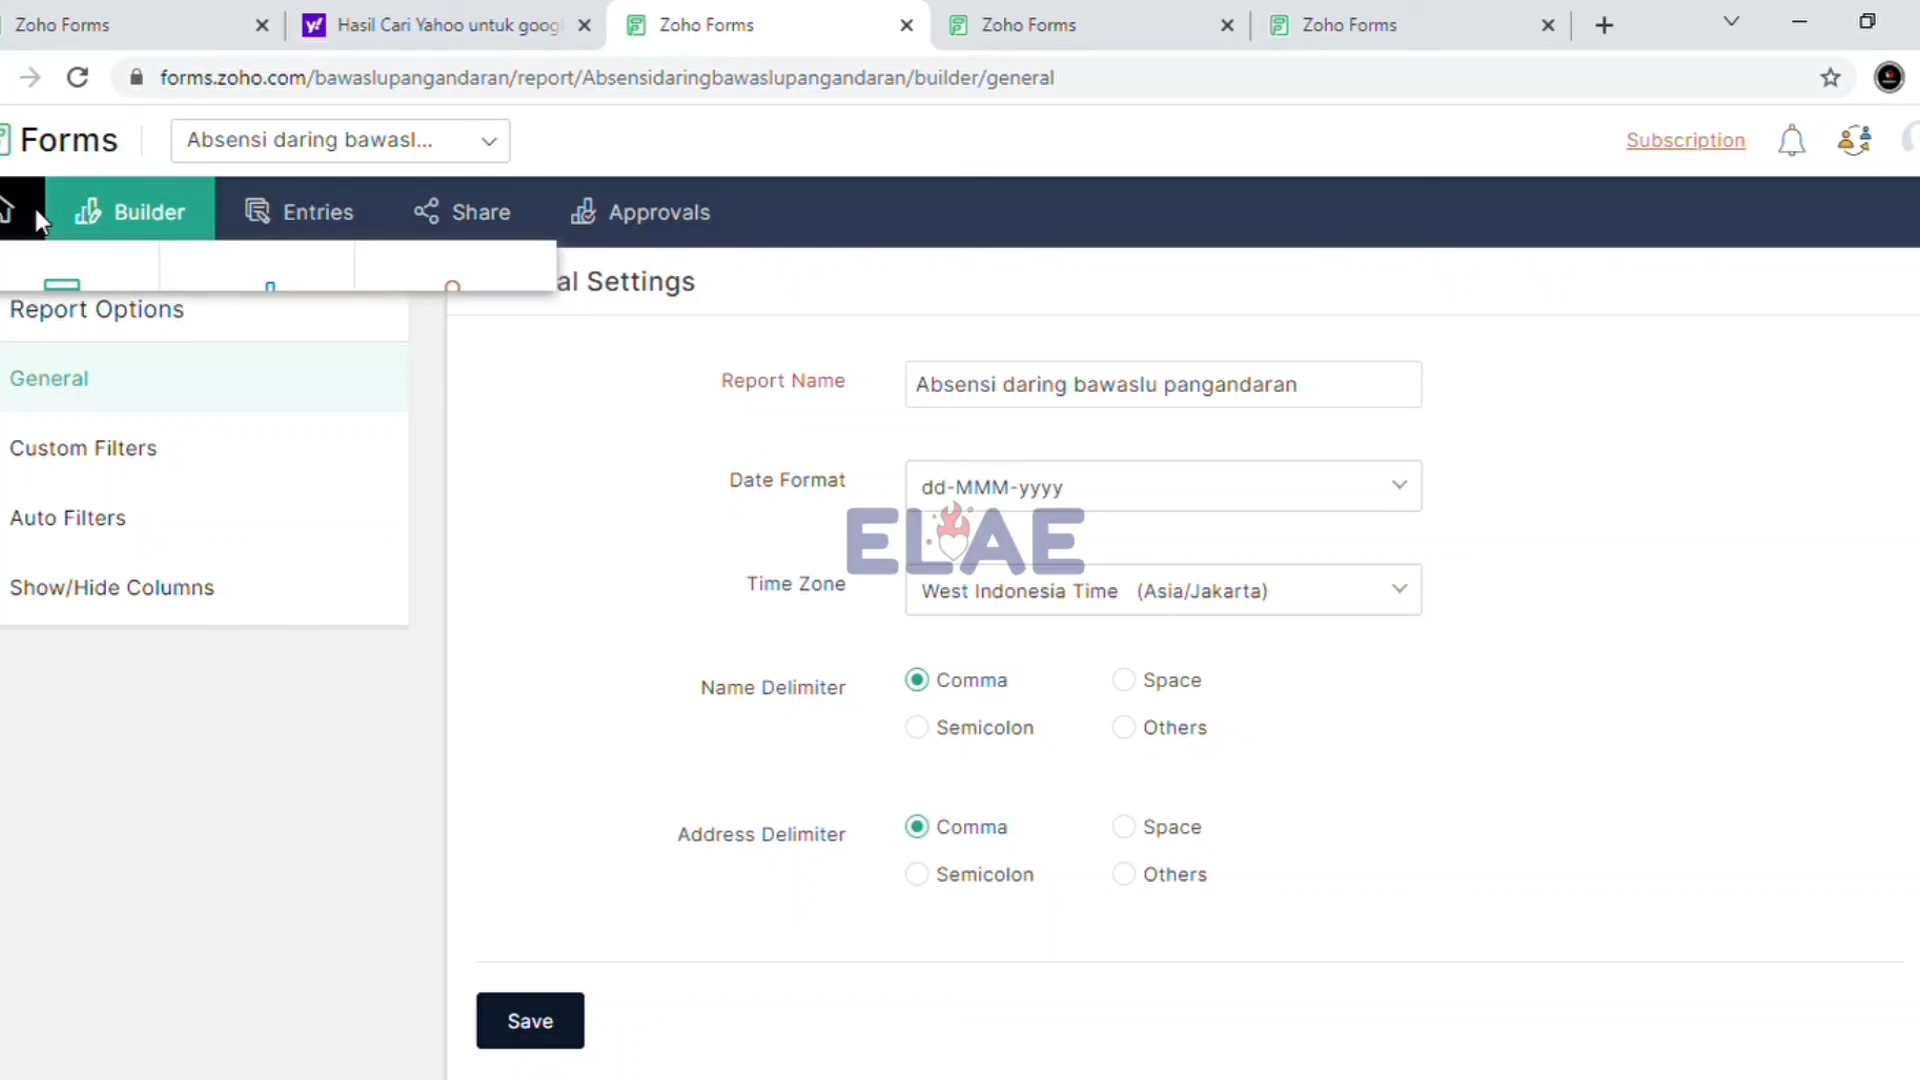 Zoho Forms
Hasil Cari Yahoo untuk goog
Zoho Forms
Zoho Forms
Zoho Forms
forms.zoho.com/bawaslupangandaran/report/Absensidaringbawaslupangandaran/builder/general
Forms
Absensi daring bawasl...
Subscription
Builder
Entries
Share
Approvals
al Settings
Report Options
General
Custom Filters
Auto Filters
Show/Hide Columns
Report Name
Absensi daring bawaslu pangandaran
Date Format
dd-MMM-yyyy
ELAE
Time Zone
West Indonesia Time (Asia/Jakarta)
Name Delimiter
Comma
Space
Semicolon
Others
Address Delimiter
Comma
Space
Semicolon
Others
Save